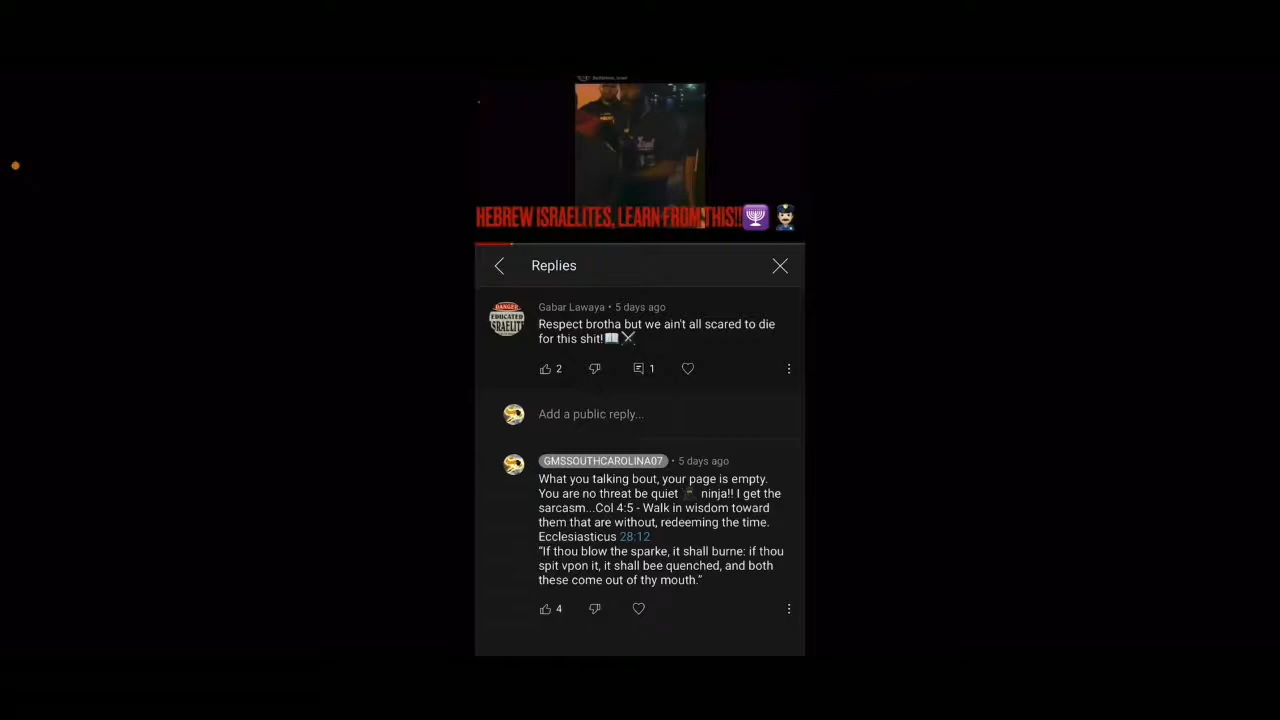 HEBREW ISRAELITES, LEARN FROM THIS!!
Replies
DANGER
EDUCATED
ISRAELITE
Gabar Lawaya • 5 days ago
Respect brotha but we ain't all scared to die
for this shit!
2
1
Add a public reply...
GMSSOUTHCAROLINA07 • 5 days ago
What you talking bout, your page is empty.
You are no threat be quiet ninja!! I get the
sarcasm...Col 4:5 - Walk in wisdom toward
them that are without, redeeming the time.
Ecclesiasticus 28:12
“If thou blow the sparke, it shall burne: if thou
spit vpon it, it shall bee quenched, and both
these come out of thy mouth.”
4